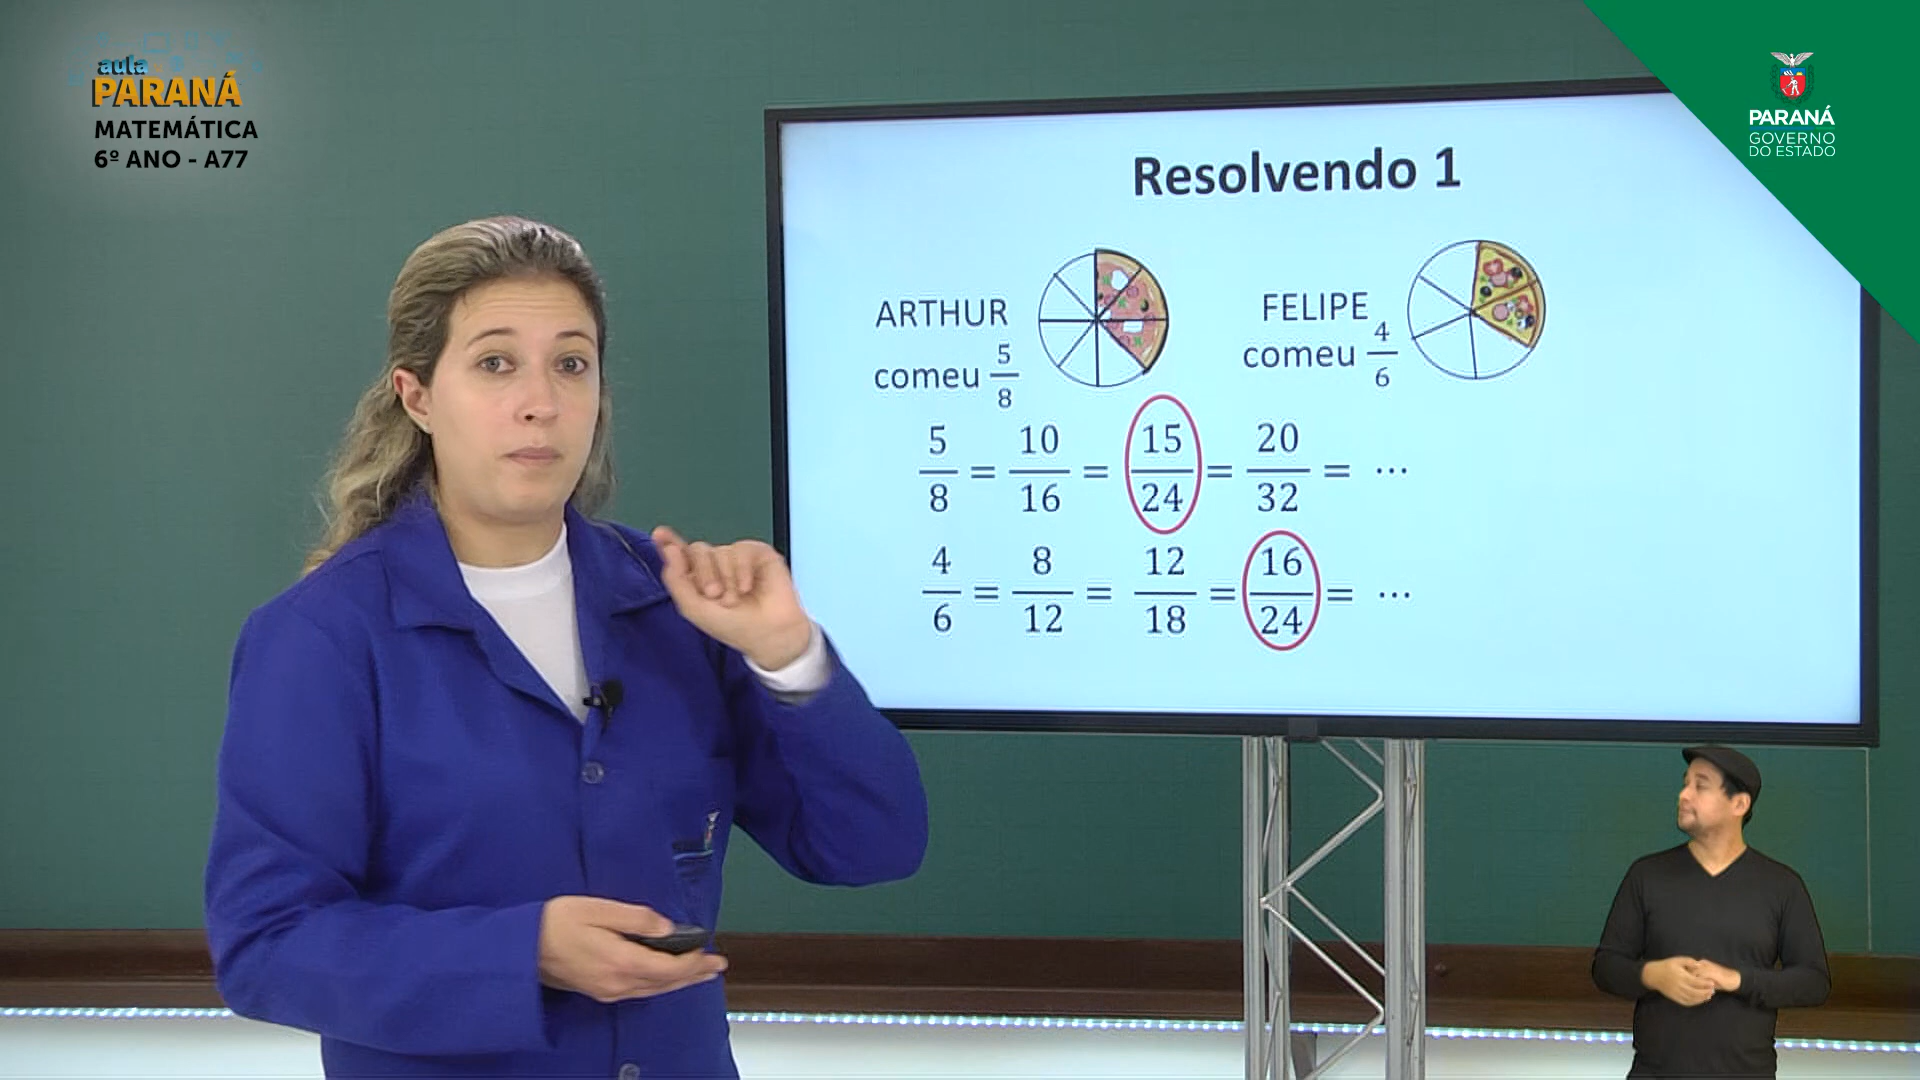 aula
PARANÁ
MATEMÁTICA
6º ANO - A77
PARANÁ
GOVERNO
DO ESTADO
Resolvendo 1
ARTHUR
comeu 5/8
FELIPE
comeu 4/6
5/8 = 10/16 = 15/24 = 20/32 = ...
4/6 = 8/12 = 12/18 = 16/24 = ...